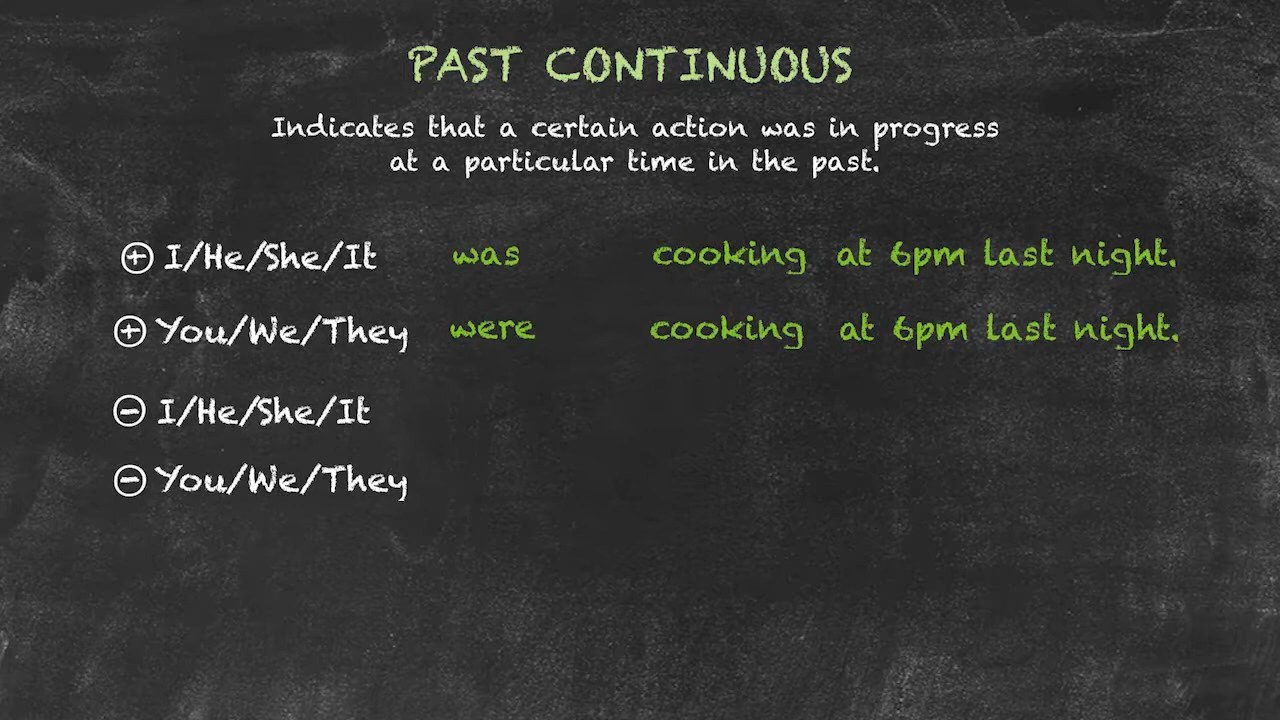 PAST CONTINUOUS
Indicates that a certain action was in progress
at a particular time in the past.
⊕ I/He/She/It was cooking at 6pm last night.
⊕ You/We/They were cooking at 6pm last night.
⊖ I/He/She/It
⊖ You/We/They